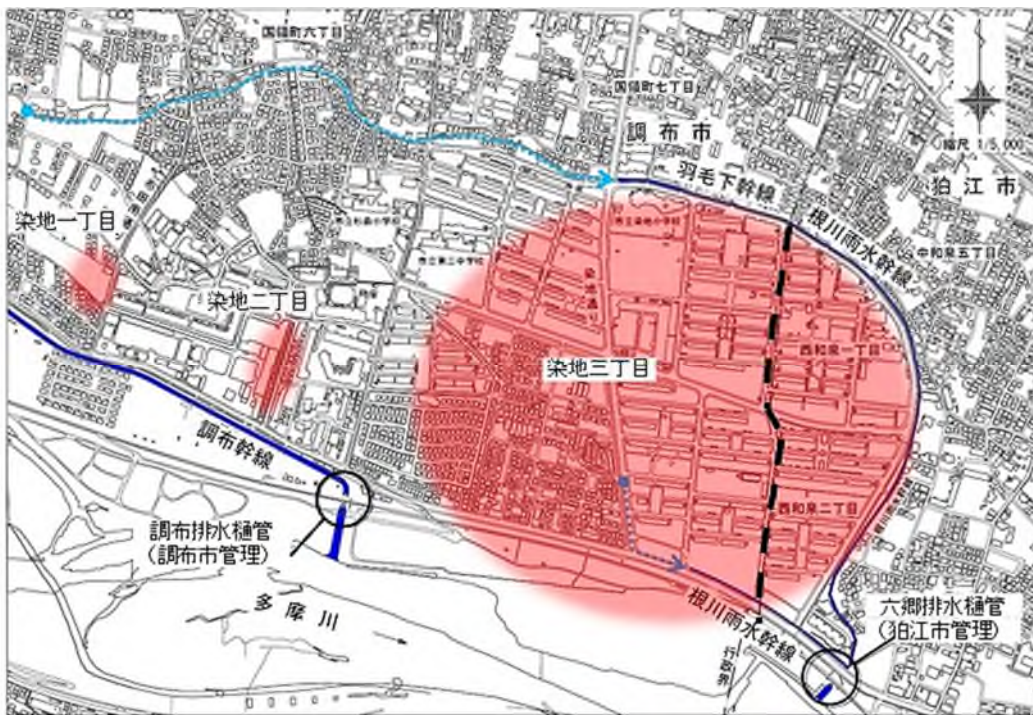 国領町六丁目
国領町七丁目
調布市
縮尺 1:5,000
狛江市
羽毛下幹線
根川雨水幹線
中和泉五丁目
染地一丁目
染地二丁目
染地三丁目
西和泉一丁目
西和泉二丁目
調布幹線
調布排水樋管
(調布市管理)
多摩川
根川雨水幹線
行政界
六郷排水樋管
(狛江市管理)